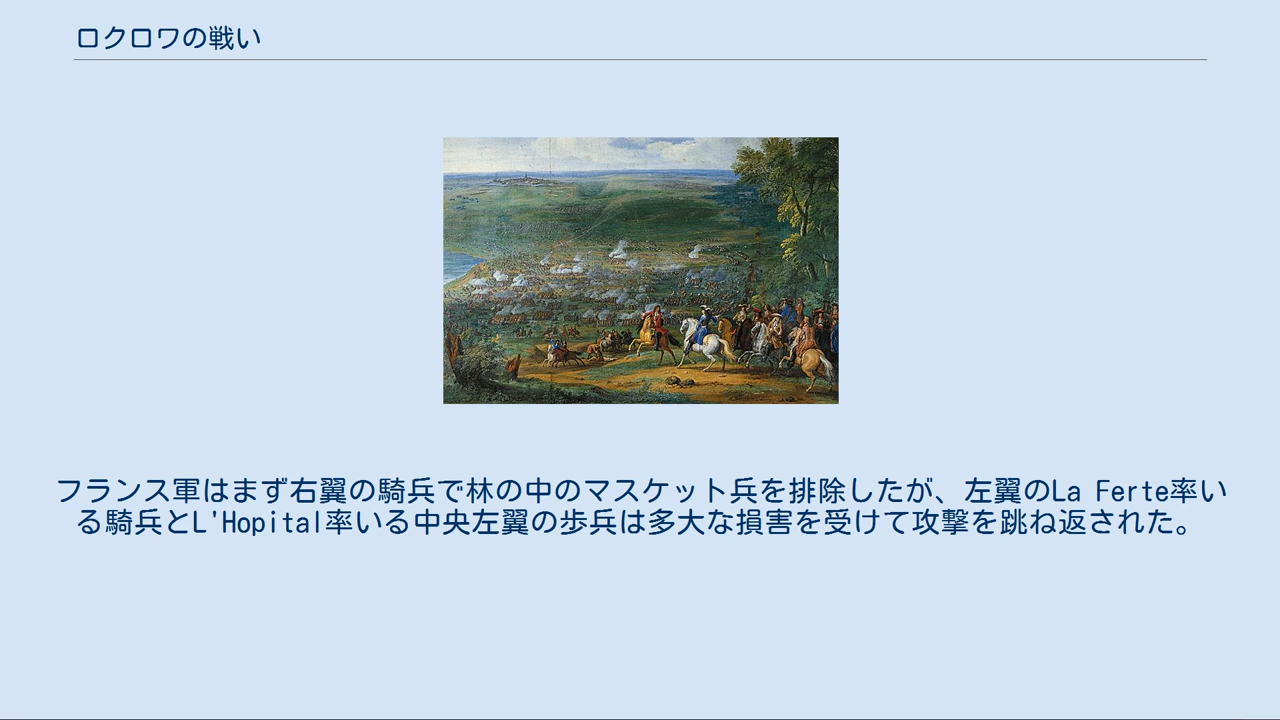 ロクロワの戦い
フランス軍はまず右翼の騎兵で林の中のマスケット兵を排除したが、左翼のLa Ferte率い
る騎兵とL'Hopital率いる中央左翼の歩兵は多大な損害を受けて攻撃を跳ね返された。